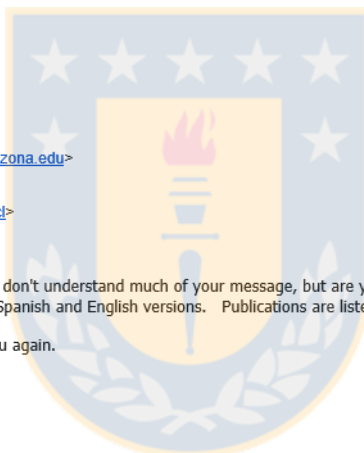 zona.edu>
>
don't understand much of your message, but are y
Spanish and English versions. Publications are liste
u again.